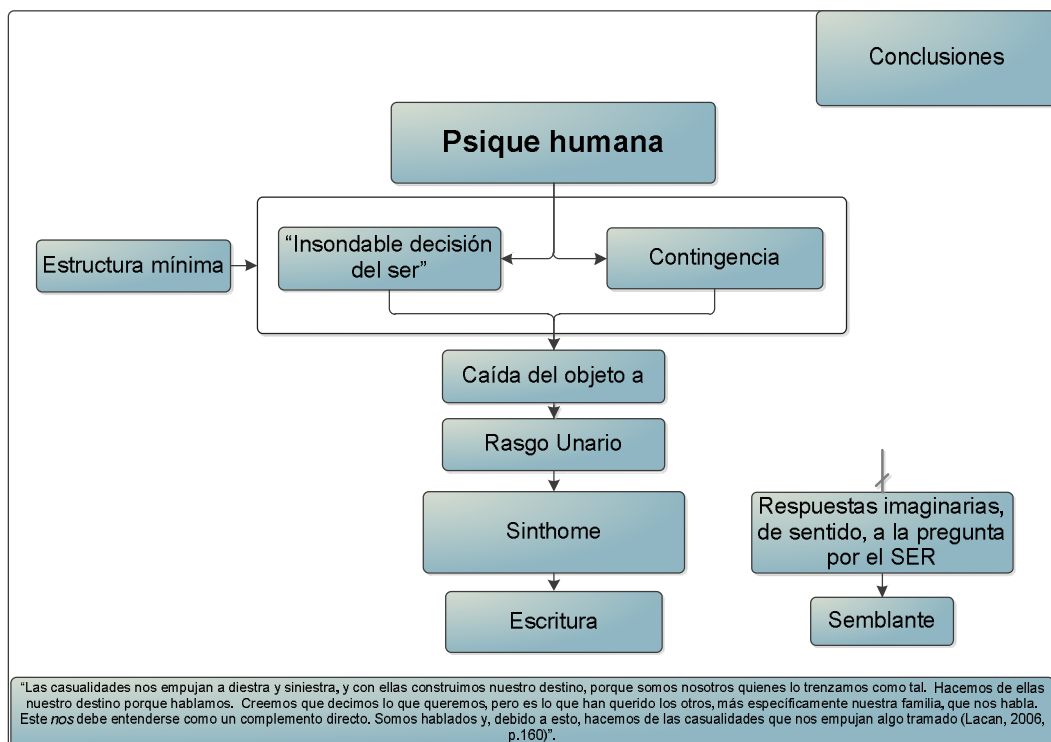 Conclusiones
Psique humana
Estructura mínima
“Insondable decisión
del ser”
Contingencia
Caída del objeto a
Rasgo Unario
Sinthome
Escritura
Respuestas imaginarias,
de sentido, a la pregunta
por el SER
Semblante
“Las casualidades nos empujan a diestra y siniestra, y con ellas construimos nuestro destino, porque somos nosotros quienes lo trenzamos como tal. Hacemos de ellas
nuestro destino porque hablamos. Creemos que decimos lo que queremos, pero es lo que han querido los otros, más específicamente nuestra familia, que nos habla.
Este nos debe entenderse como un complemento directo. Somos hablados y, debido a esto, hacemos de las casualidades que nos empujan algo tramado (Lacan, 2006,
p.160)”.